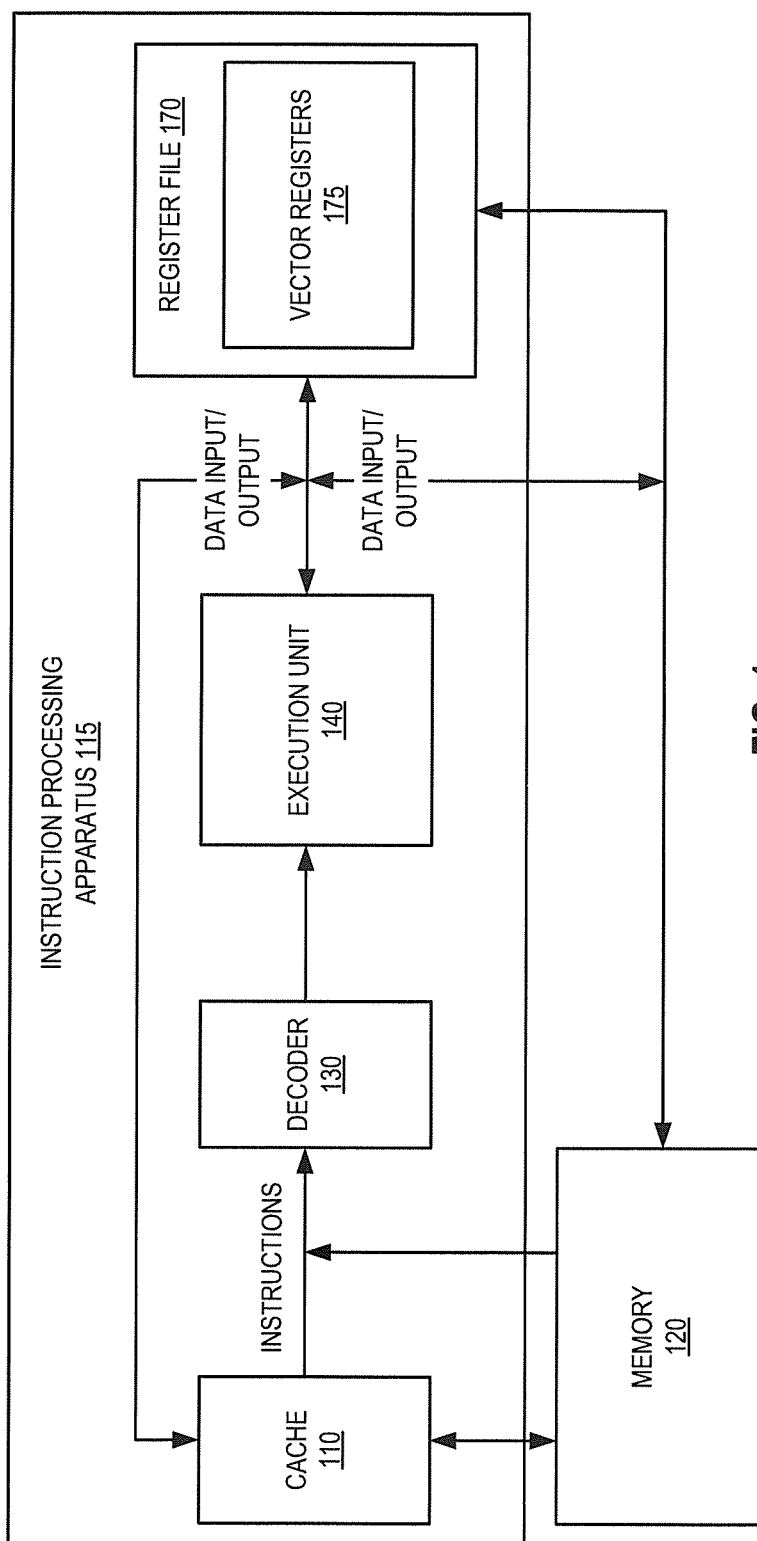 INSTRUCTION PROCESSING
APPARATUS 115
CACHE
110
INSTRUCTIONS
DECODER
130
EXECUTION UNIT
140
DATA INPUT/
OUTPUT
DATA INPUT/
OUTPUT
REGISTER FILE 170
VECTOR REGISTERS
175
MEMORY
120